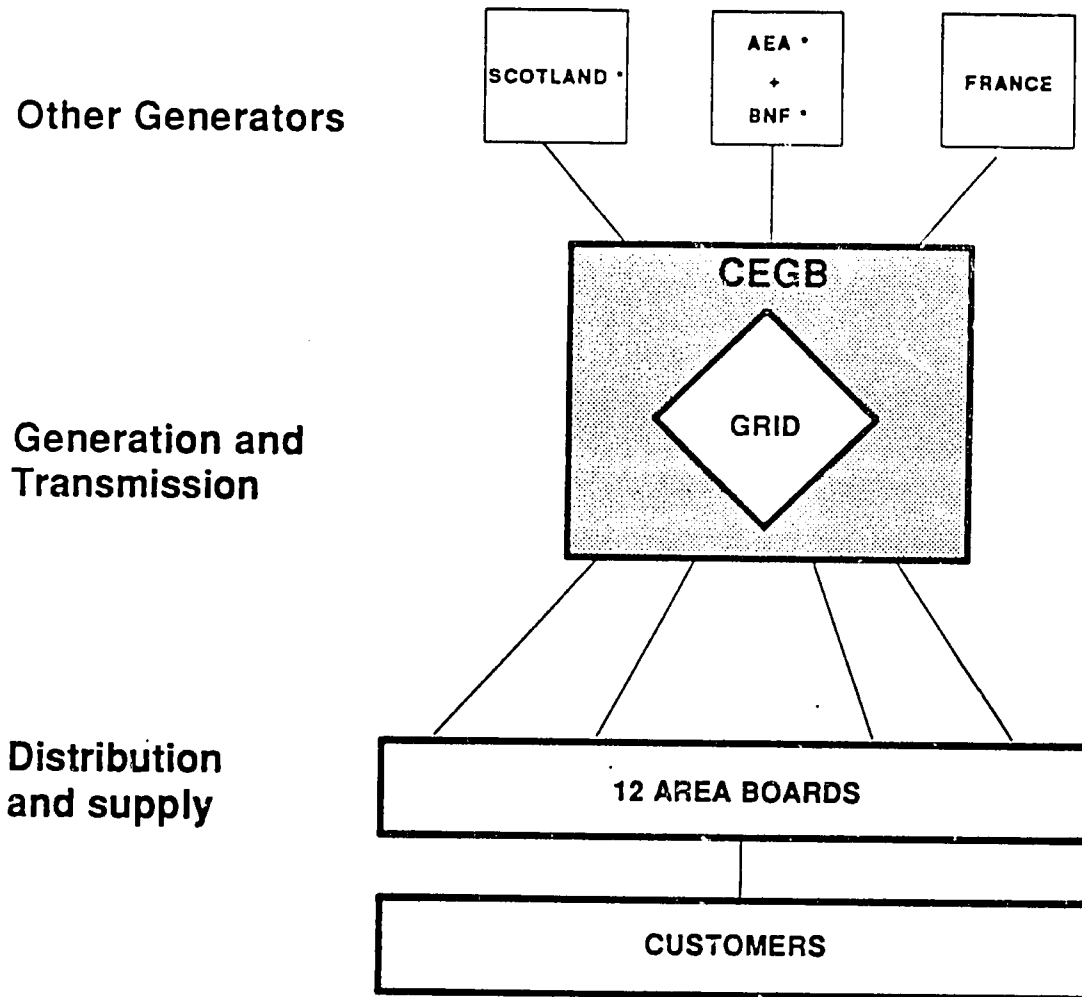 Other Generators
SCOTLAND *
AEA *
+
BNF *
FRANCE
Generation and
Transmission
CEGB
GRID
Distribution
and supply
12 AREA BOARDS
CUSTOMERS